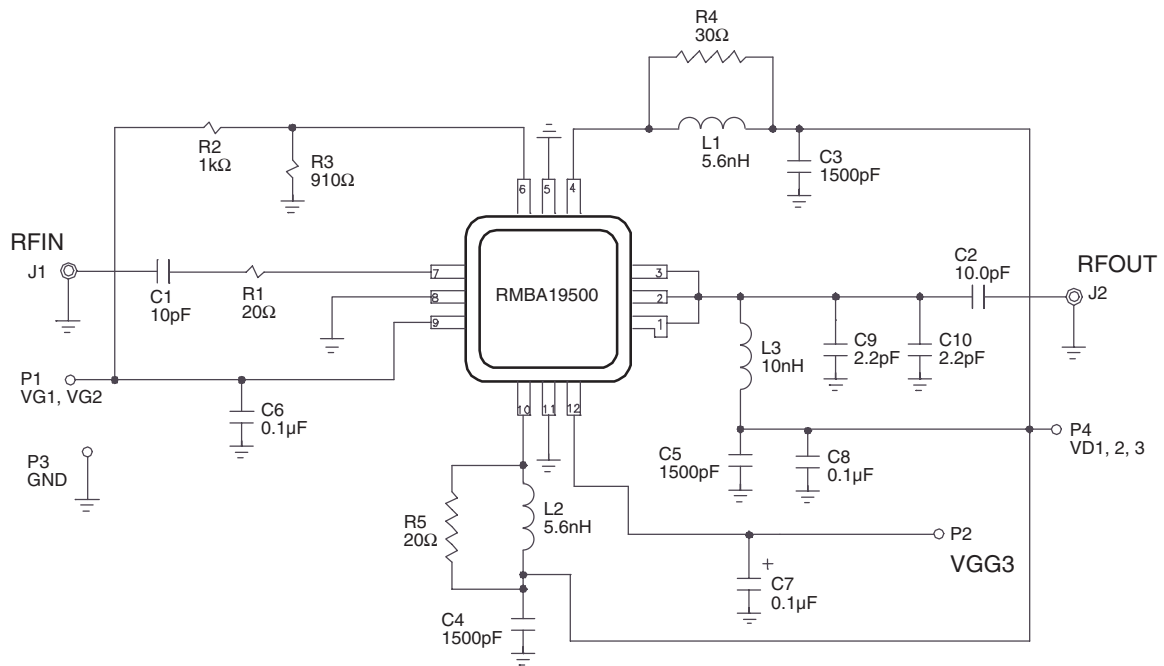 R4
30Ω
R2
1kΩ
R3
910Ω
L1
5.6nH
C3
1500pF
6
5
4
RFIN
J1
C1
10pF
R1
20Ω
7
8
9
RMBA19500
3
2
1
C2
10.0pF
RFOUT
J2
L3
10nH
C9
2.2pF
C10
2.2pF
P1
VG1, VG2
C6
0.1µF
10
11
12
P3
GND
C5
1500pF
C8
0.1µF
P4
VD1, 2, 3
R5
20Ω
L2
5.6nH
P2
VGG3
+
C7
0.1µF
C4
1500pF